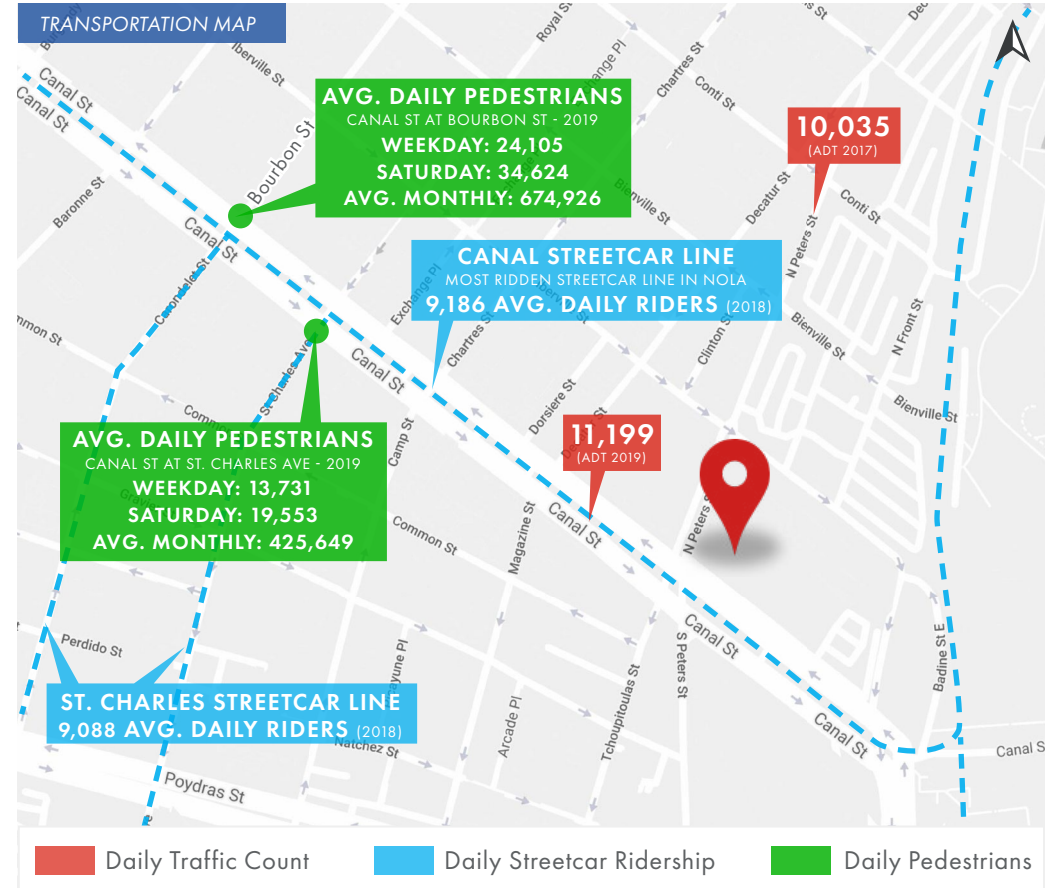 TRANSPORTATION MAP
Iberville St
Royal St
Chartres St
Conti St
Canal St
Canal St
AVG. DAILY PEDESTRIANS
CANAL ST AT BOURBON ST - 2019
WEEKDAY: 24,105
SATURDAY: 34,624
AVG. MONTHLY: 674,926
10,035
(ADT 2017)
Bourbon St
Baronne St
Bienville St
Decatur St
Conti St
Canal St
N Peters St
CANAL STREETCAR LINE
MOST RIDDEN STREETCAR LINE IN NOLA
9,186 AVG. DAILY RIDERS (2018)
Carondelet St
Exchange Pl
Chartres St
Clinton St
Bienville St
N Front St
St Charles Ave
Canal St
Dorsiere St
Bienville St
Camp St
11,199
(ADT 2019)
AVG. DAILY PEDESTRIANS
CANAL ST AT ST. CHARLES AVE - 2019
WEEKDAY: 13,731
SATURDAY: 19,553
AVG. MONTHLY: 425,649
Common St
Magazine St
Canal St
N Peters S
Perdido St
S Peters St
Canal St
Badine St E
ST. CHARLES STREETCAR LINE
9,088 AVG. DAILY RIDERS (2018)
Natchez St
Arcade Pl
Tchoupitoulas St
Canal St
Canal S
Poydras St
Daily Traffic Count
Daily Streetcar Ridership
Daily Pedestrians